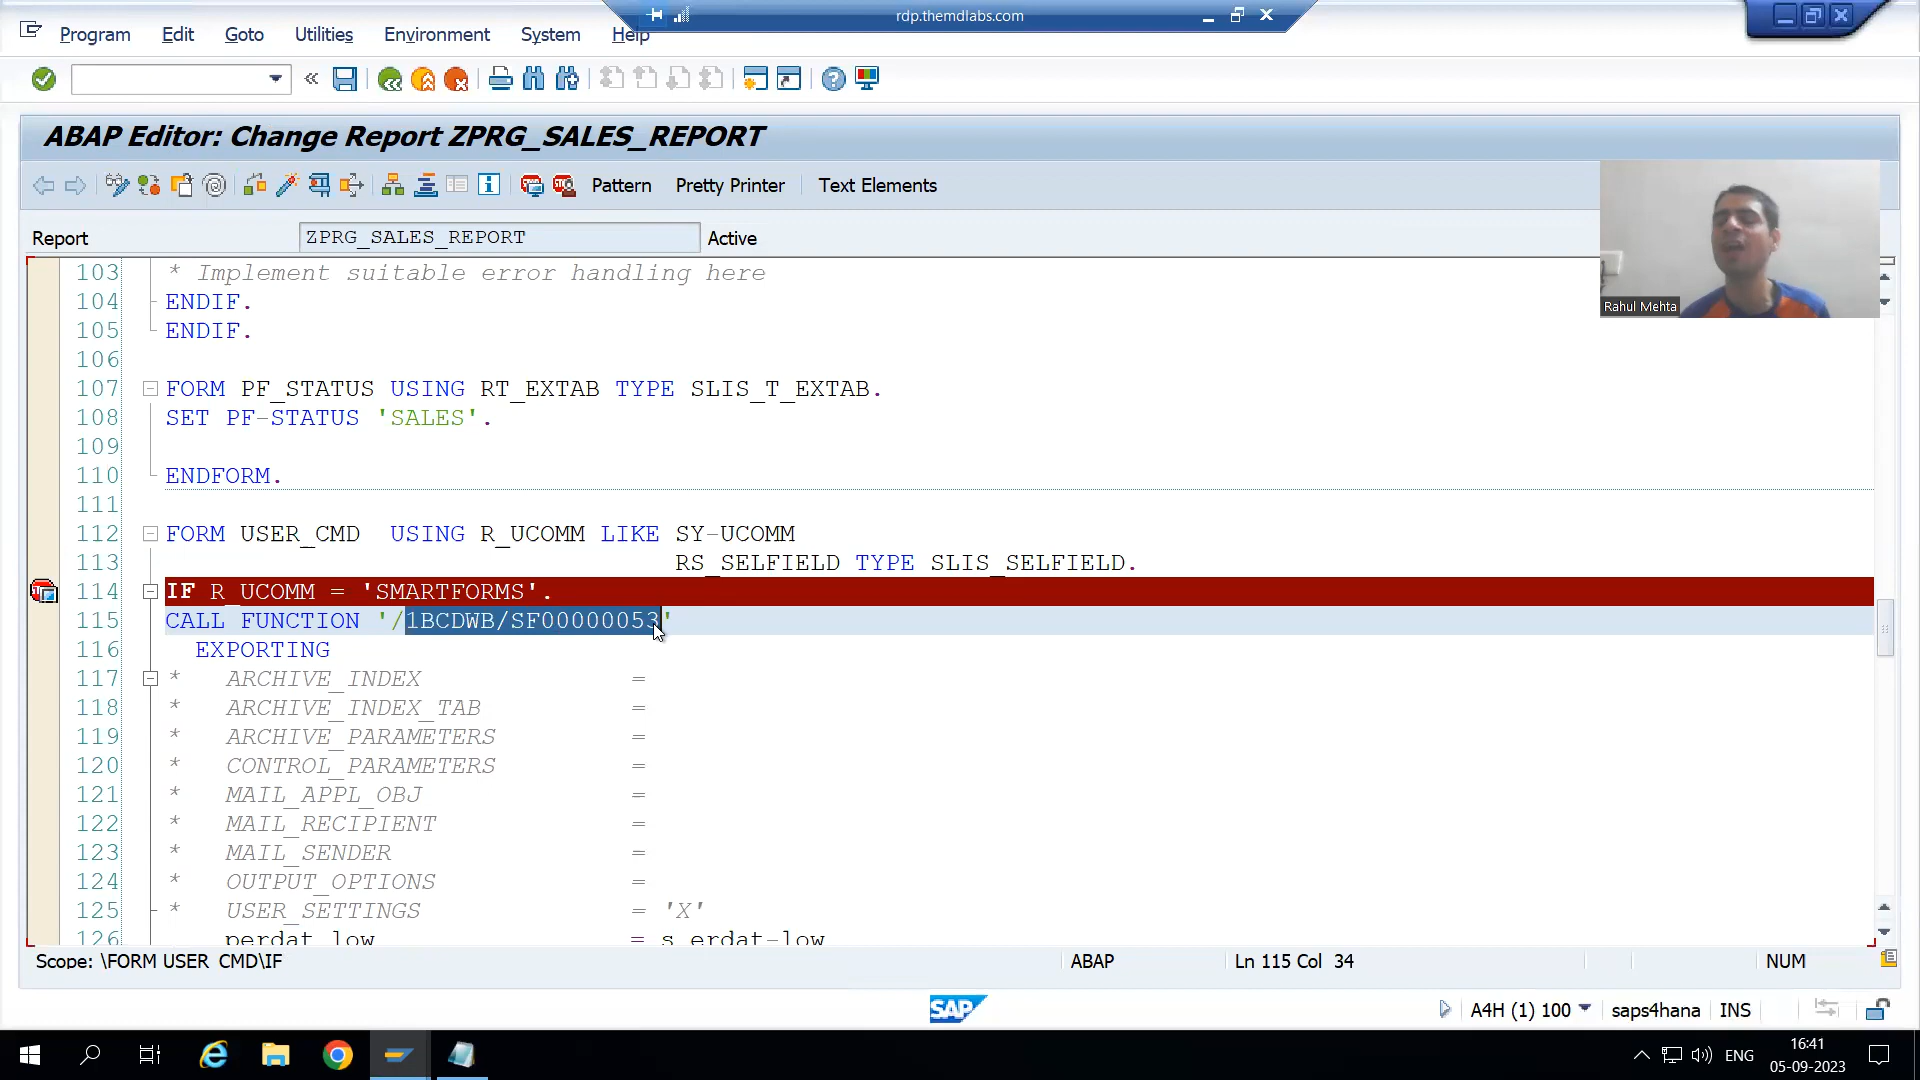 rdp.themdlabs.com
Program Edit Goto Utilities Environment System Help
«
ABAP Editor: Change Report ZPRG_SALES_REPORT
Pattern Pretty Printer Text Elements
Report ZPRG_SALES_REPORT Active
Rahul Mehta
103 * Implement suitable error handling here
104 ENDIF.
105 ENDIF.
106
107 FORM PF_STATUS USING RT_EXTAB TYPE SLIS_T_EXTAB.
108 SET PF-STATUS 'SALES'.
109
110 ENDFORM.
111
112 FORM USER_CMD USING R_UCOMM LIKE SY-UCOMM
113 RS_SELFIELD TYPE SLIS_SELFIELD.
114 IF R_UCOMM = 'SMARTFORMS'.
115 CALL FUNCTION '/1BCDWB/SF00000053'
116 EXPORTING
117 * ARCHIVE_INDEX =
118 * ARCHIVE_INDEX_TAB =
119 * ARCHIVE_PARAMETERS =
120 * CONTROL_PARAMETERS =
121 * MAIL_APPL_OBJ =
122 * MAIL_RECIPIENT =
123 * MAIL_SENDER =
124 * OUTPUT_OPTIONS =
125 * USER_SETTINGS = 'X'
126 perdat_low = s_erdat-low
Scope: \FORM USER_CMD\IF ABAP Ln 115 Col 34 NUM
SAP A4H (1) 100 saps4hana INS
ENG 16:41
05-09-2023